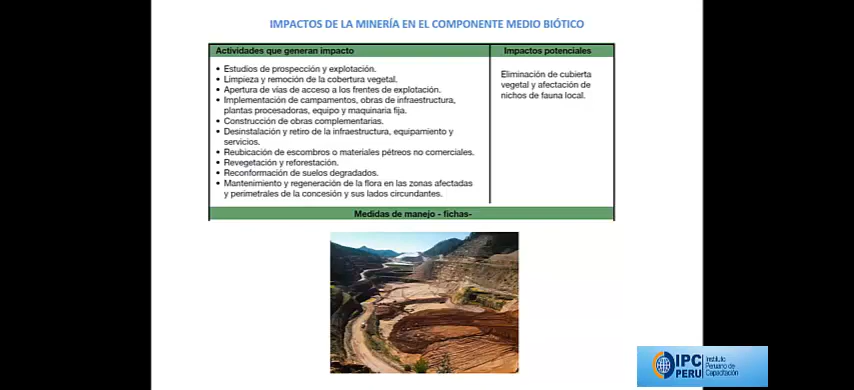 IMPACTOS DE LA MINERÍA EN EL COMPONENTE MEDIO BIÓTICO
Actividades que generan impacto
Impactos potenciales
• Estudios de prospección y explotación.
• Limpieza y remoción de la cobertura vegetal.
• Apertura de vías de acceso a los frentes de explotación.
• Implementación de campamentos, obras de infraestructura,
plantas procesadoras, equipo y maquinaria fija.
• Construcción de obras complementarias.
• Desinstalación y retiro de la infraestructura, equipamiento y
servicios.
• Reubicación de escombros o materiales pétreos no comerciales.
• Revegetación y reforestación.
• Reconformación de suelos degradados.
• Mantenimiento y regeneración de la flora en las zonas afectadas
y perimetrales de la concesión y sus lados circundantes.
Eliminación de cubierta
vegetal y afectación de
nichos de fauna local.
Medidas de manejo - fichas-
IPC
PERU
Instituto
Peruano de
Capacitación